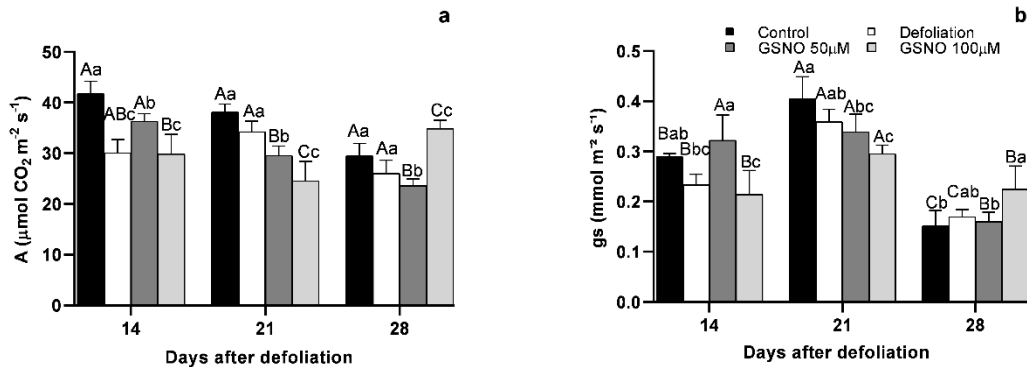 a
A (μmol CO₂ m⁻² s⁻¹)
50
40
30
20
10
0
Aa ABc Ab Bc
Aa Aa Bb Cc
Aa Aa Bb Cc
14 21 28
Days after defoliation
b
Control Defoliation
GSNO 50μM GSNO 100μM
gs (mmol m⁻² s⁻¹)
0.5
0.4
0.3
0.2
0.1
0.0
Bab Bbc Aa Bc
Aa Aab Abc Ac
Cb Cab Bb Ba
14 21 28
Days after defoliation